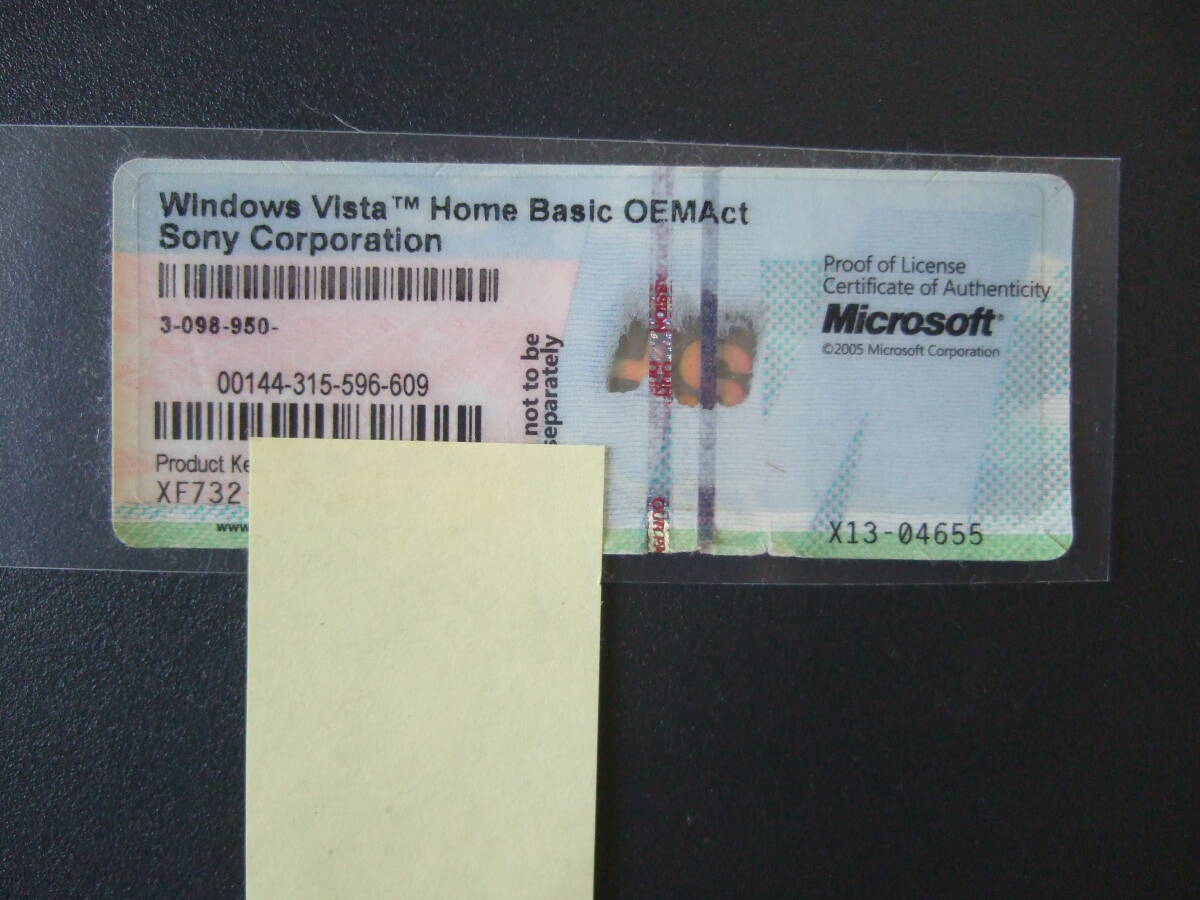 Windows Vista™ Home Basic OEMAct
Sony Corporation
3-098-950-
00144-315-596-609
Product Ke
XF732
www
not to be
separately
Proof of License
Certificate of Authenticity
Microsoft®
©2005 Microsoft Corporation
X13-04655